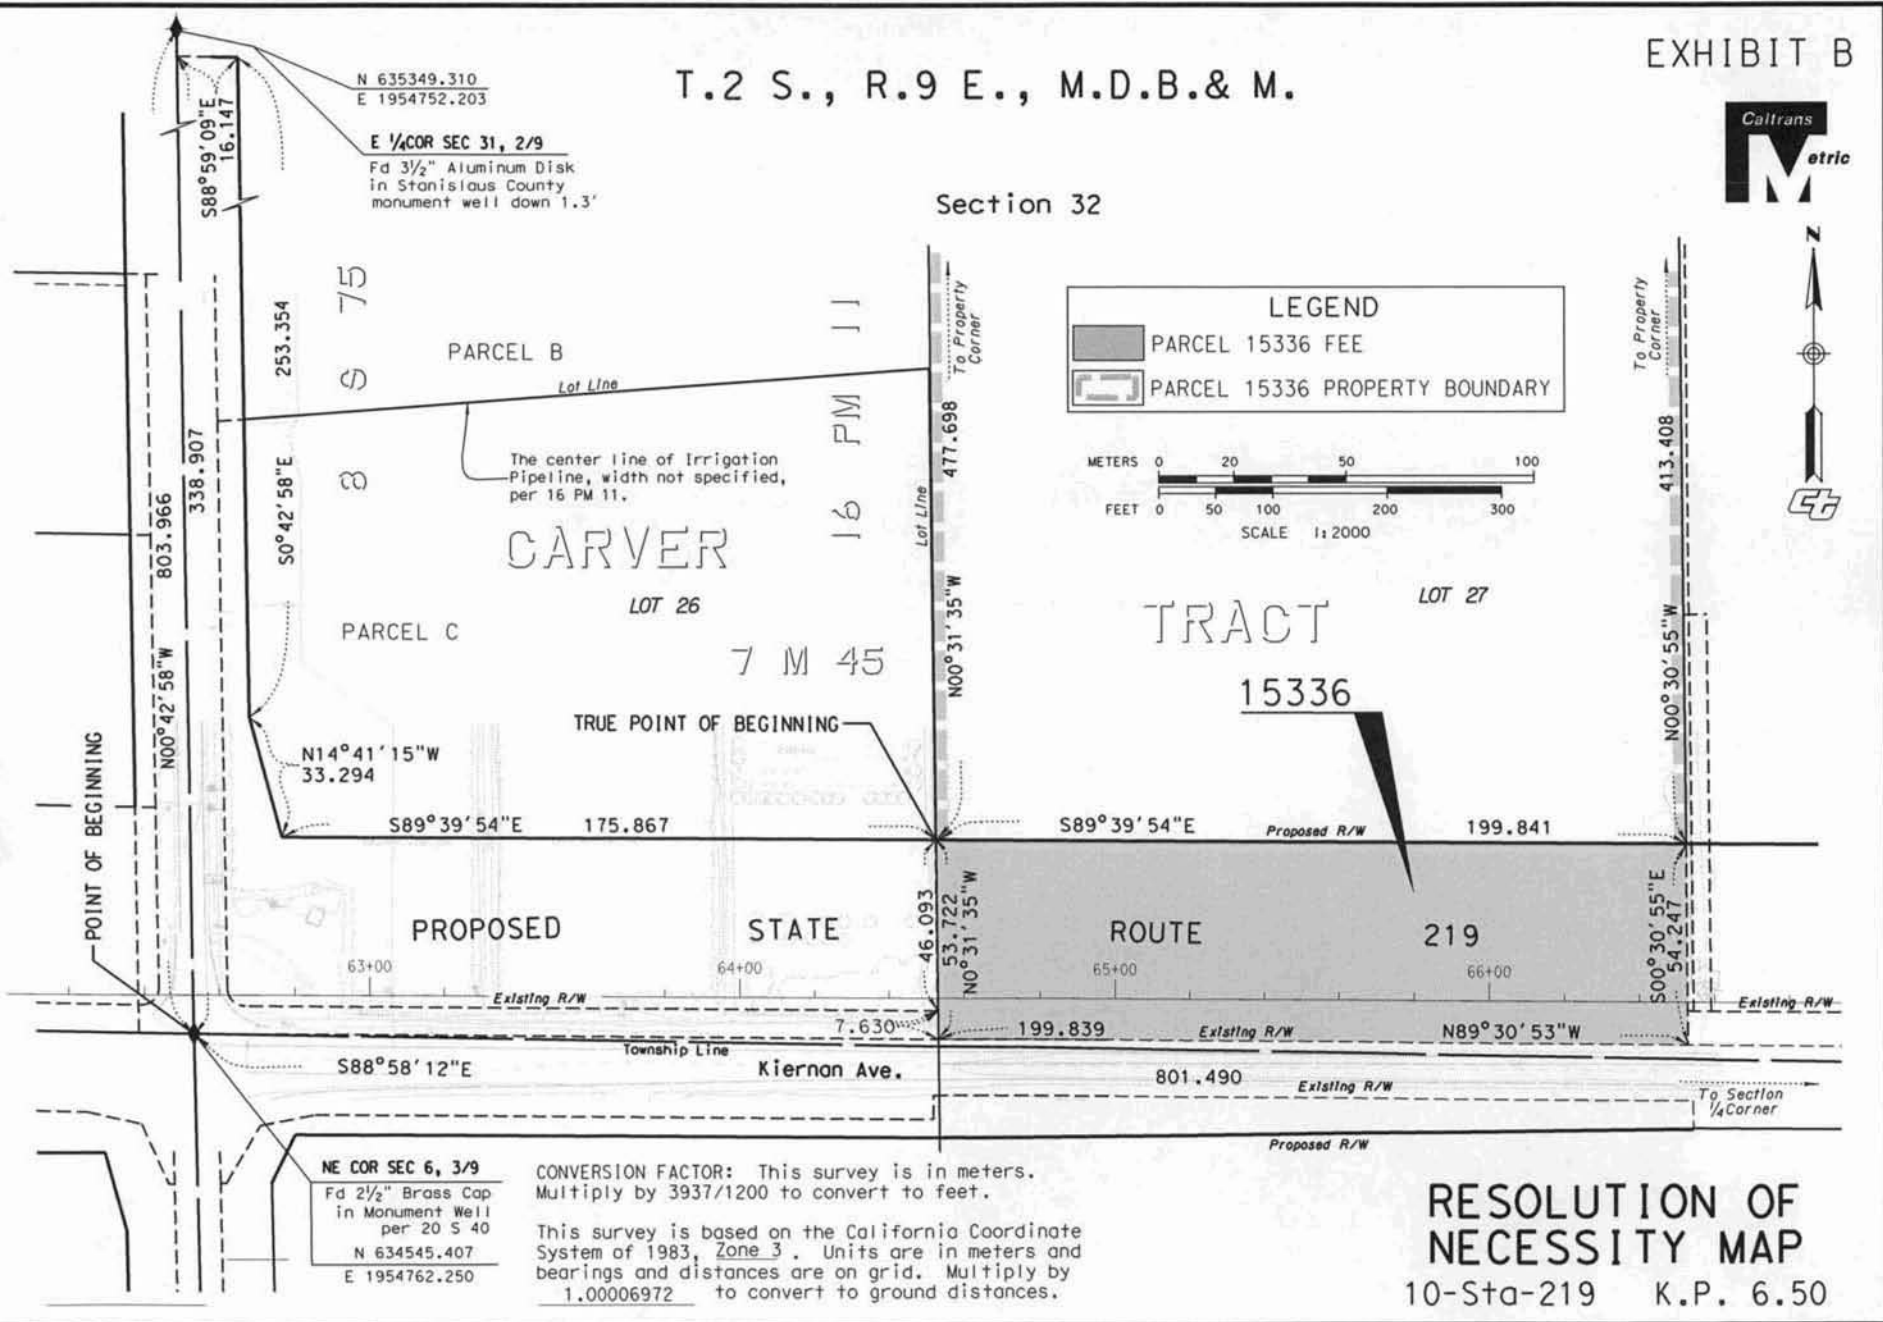 EXHIBIT B
T.2 S., R.9 E., M.D.B.& M.
Caltrans
Metric
N 635349.310
E 1954752.203
E 1/4COR SEC 31, 2/9
Fd 3½" Aluminum Disk
in Stanislaus County
monument well down 1.3'
S88°59'09"E
16.147
Section 32
N
LEGEND
PARCEL 15336 FEE
PARCEL 15336 PROPERTY BOUNDARY
METERS 0 20 50 100
FEET 0 50 100 200 300
SCALE 1:2000
To Property
Corner
To Property
Corner
8 S 75
PARCEL B
Lot Line
253.354
16 PM 11
477.698
413.408
338.907
803.966
S0°42'58"E
The center line of Irrigation
Pipeline, width not specified,
per 16 PM 11.
Lot Line
CARVER
LOT 26
TRACT
LOT 27
PARCEL C
7 M 45
N00°31'35"W
N00°30'55"W
N00°42'58"W
15336
TRUE POINT OF BEGINNING
N14°41'15"W
33.294
POINT OF BEGINNING
S89°39'54"E 175.867
S89°39'54"E Proposed R/W 199.841
PROPOSED STATE ROUTE 219
46.093
53.722
N0°31'35"W
S00°30'55"E
54.247
63+00 64+00 65+00 66+00
Existing R/W
Existing R/W
7.630 199.839 Existing R/W N89°30'53"W
Township Line
S88°58'12"E
Kiernan Ave.
801.490 Existing R/W
To Section
1/4Corner
Proposed R/W
NE COR SEC 6, 3/9
Fd 2½" Brass Cap
in Monument Well
per 20 S 40
N 634545.407
E 1954762.250
CONVERSION FACTOR: This survey is in meters.
Multiply by 3937/1200 to convert to feet.
This survey is based on the California Coordinate
System of 1983, Zone 3 . Units are in meters and
bearings and distances are on grid. Multiply by
1.00006972 to convert to ground distances.
RESOLUTION OF
NECESSITY MAP
10-Sta-219 K.P. 6.50